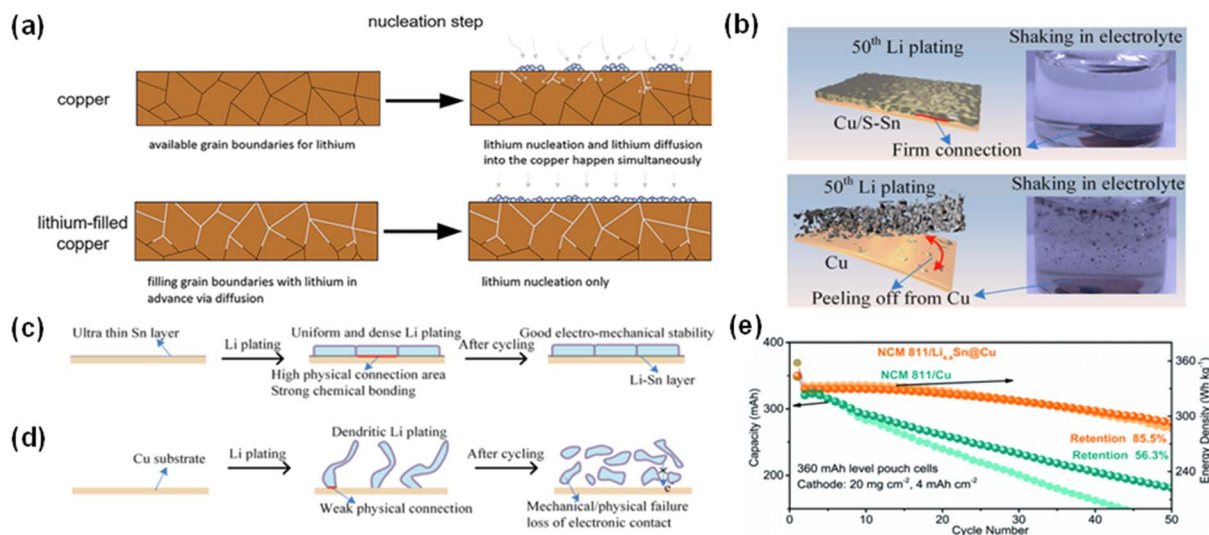 (a)
nucleation step
copper
available grain boundaries for lithium
lithium nucleation and lithium diffusion
into the copper happen simultaneously
lithium-filled
copper
filling grain boundaries with lithium in
advance via diffusion
lithium nucleation only
(b)
50th Li plating
Shaking in electrolyte
Cu/S-Sn
Firm connection
50th Li plating
Shaking in electrolyte
Cu
Peeling off from Cu
(c)
Ultra thin Sn layer
Li plating
Uniform and dense Li plating
After cycling
Good electro-mechanical stability
High physical connection area
Strong chemical bonding
Li-Sn layer
(d)
Cu substrate
Li plating
Dendritic Li plating
After cycling
Weak physical connection
Mechanical/physical failure
loss of electronic contact
(e)
NCM 811/Li4.4Sn@Cu
NCM 811/Cu
Retention 85.5%
Retention 56.3%
360 mAh level pouch cells
Cathode: 20 mg cm-2, 4 mAh cm-2
Capacity (mAh)
400
300
200
Energy Density (Wh kg-1)
360
300
240
0 10 20 30 40 50
Cycle Number